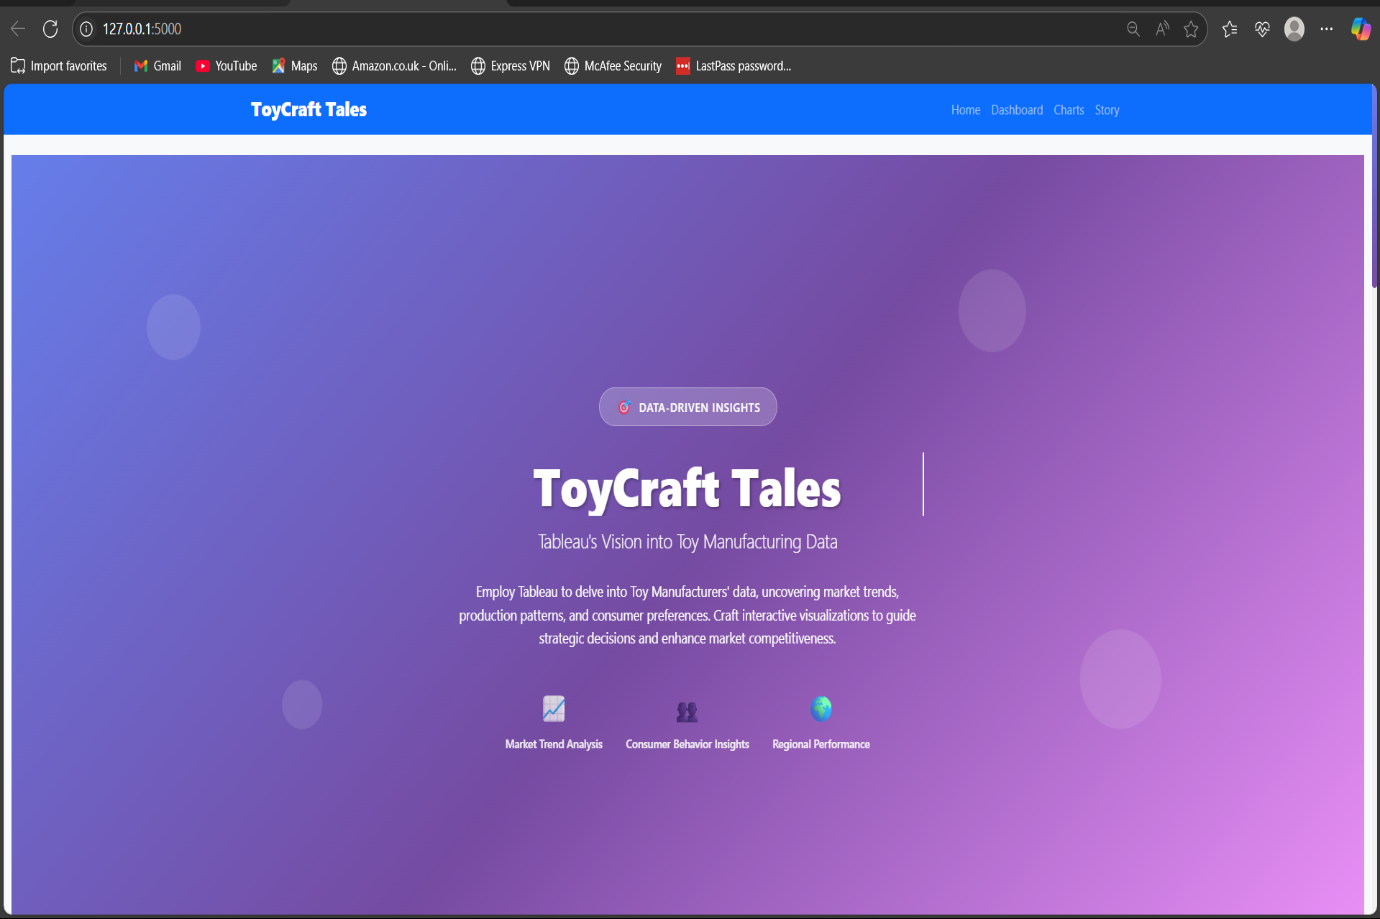 127.0.0.1:5000
Import favorites
Gmail
YouTube
Maps
Amazon.co.uk - Onli...
Express VPN
McAfee Security
LastPass password...
ToyCraft Tales
Home Dashboard Charts Story
DATA-DRIVEN INSIGHTS
ToyCraft Tales
Tableau's Vision into Toy Manufacturing Data
Employ Tableau to delve into Toy Manufacturers' data, uncovering market trends,
production patterns, and consumer preferences. Craft interactive visualizations to guide
strategic decisions and enhance market competitiveness.
Market Trend Analysis
Consumer Behavior Insights
Regional Performance